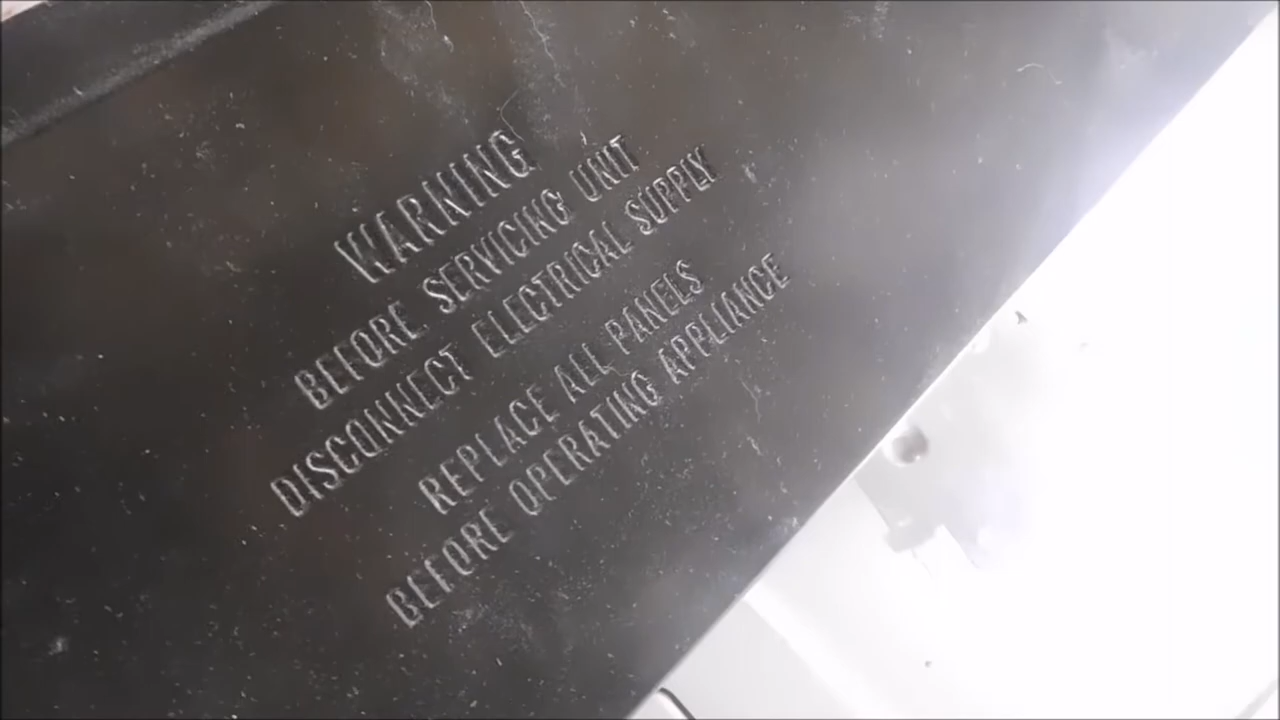 WARNING
BEFORE SERVICING UNIT
DISCONNECT ELECTRICAL SUPPLY
REPLACE ALL PANELS
BEFORE OPERATING APPLIANCE